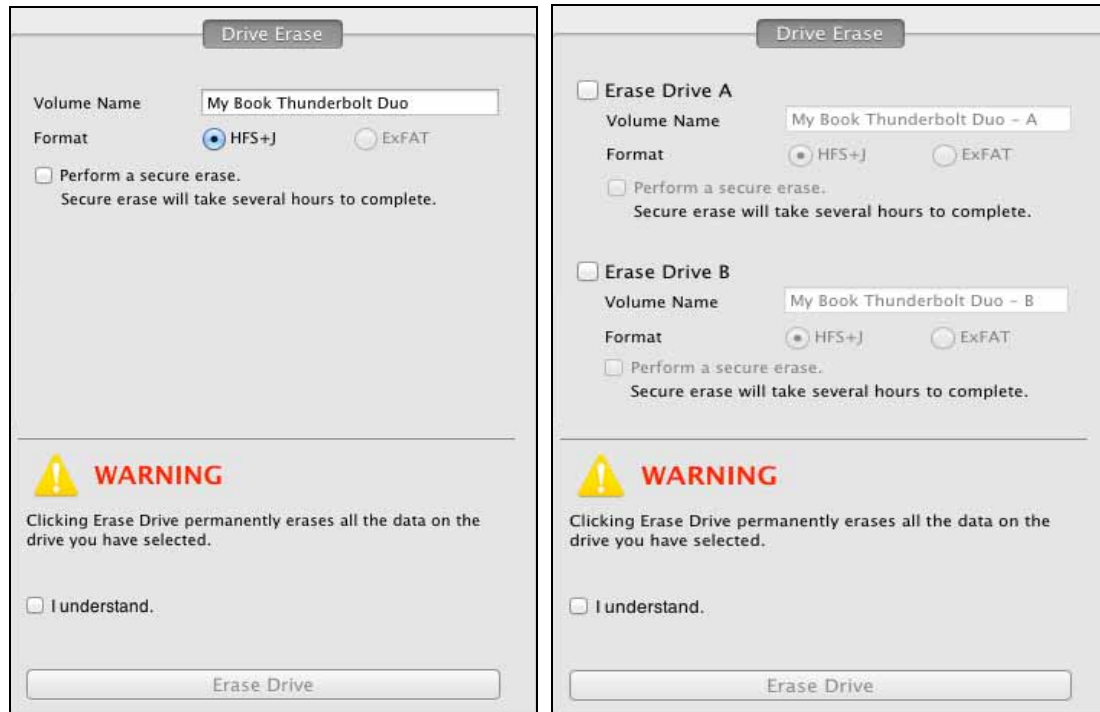 Drive Erase
Volume Name My Book Thunderbolt Duo
Format HFS+J ExFAT
Perform a secure erase.
Secure erase will take several hours to complete.
WARNING
Clicking Erase Drive permanently erases all the data on the
drive you have selected.
I understand.
Erase Drive
Drive Erase
Erase Drive A
Volume Name My Book Thunderbolt Duo - A
Format HFS+J ExFAT
Perform a secure erase.
Secure erase will take several hours to complete.
Erase Drive B
Volume Name My Book Thunderbolt Duo - B
Format HFS+J ExFAT
Perform a secure erase.
Secure erase will take several hours to complete.
WARNING
Clicking Erase Drive permanently erases all the data on the
drive you have selected.
I understand.
Erase Drive